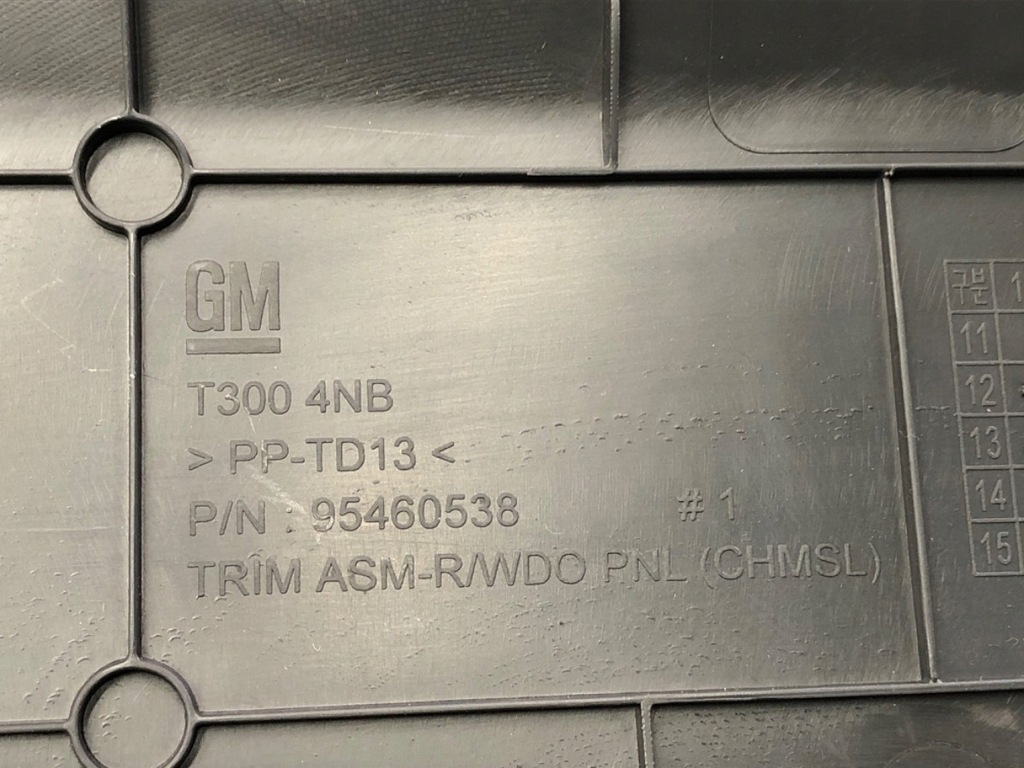 GM
T300 4NB
> PP-TD13 <
P/N : 95460538 # 1
TRIM ASM-R/WDO PNL (CHMSL)
구분 1
11
12
13
14
15